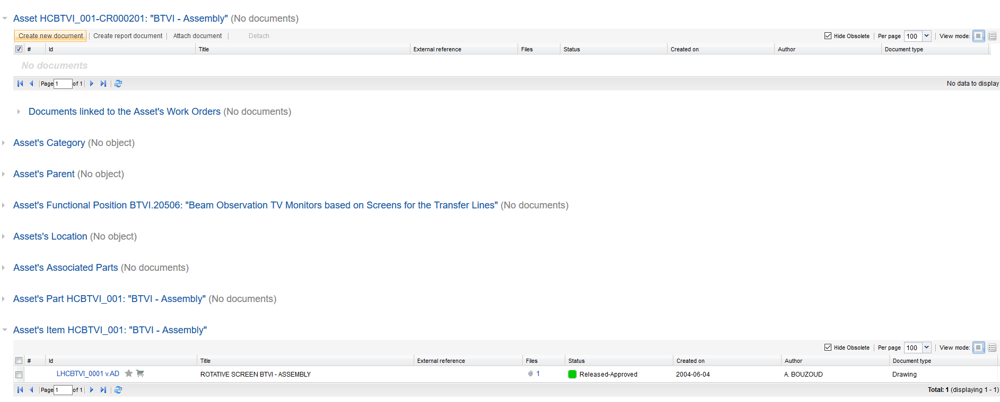 Asset HCBTVI_001-CR000201: "BTVI - Assembly" (No documents)
Create new document | Create report document | Attach document | Detach Hide Obsolete | Per page 100 | View mode:
# Id Title External reference Files Status Created on Author Document type
No documents
Page 1 of 1 No data to display
Documents linked to the Asset's Work Orders (No documents)
Asset's Category (No object)
Asset's Parent (No object)
Asset's Functional Position BTVI.20506: "Beam Observation TV Monitors based on Screens for the Transfer Lines" (No documents)
Assets's Location (No object)
Asset's Associated Parts (No documents)
Asset's Part HCBTVI_001: "BTVI - Assembly" (No documents)
Asset's Item HCBTVI_001: "BTVI - Assembly"
Hide Obsolete | Per page 100 | View mode:
# Id Title External reference Files Status Created on Author Document type
LHCBTVI_0001 v.AD ROTATIVE SCREEN BTVI - ASSEMBLY 1 Released-Approved 2004-06-04 A. BOUZOUD Drawing
Page 1 of 1 Total: 1 (displaying 1 - 1)